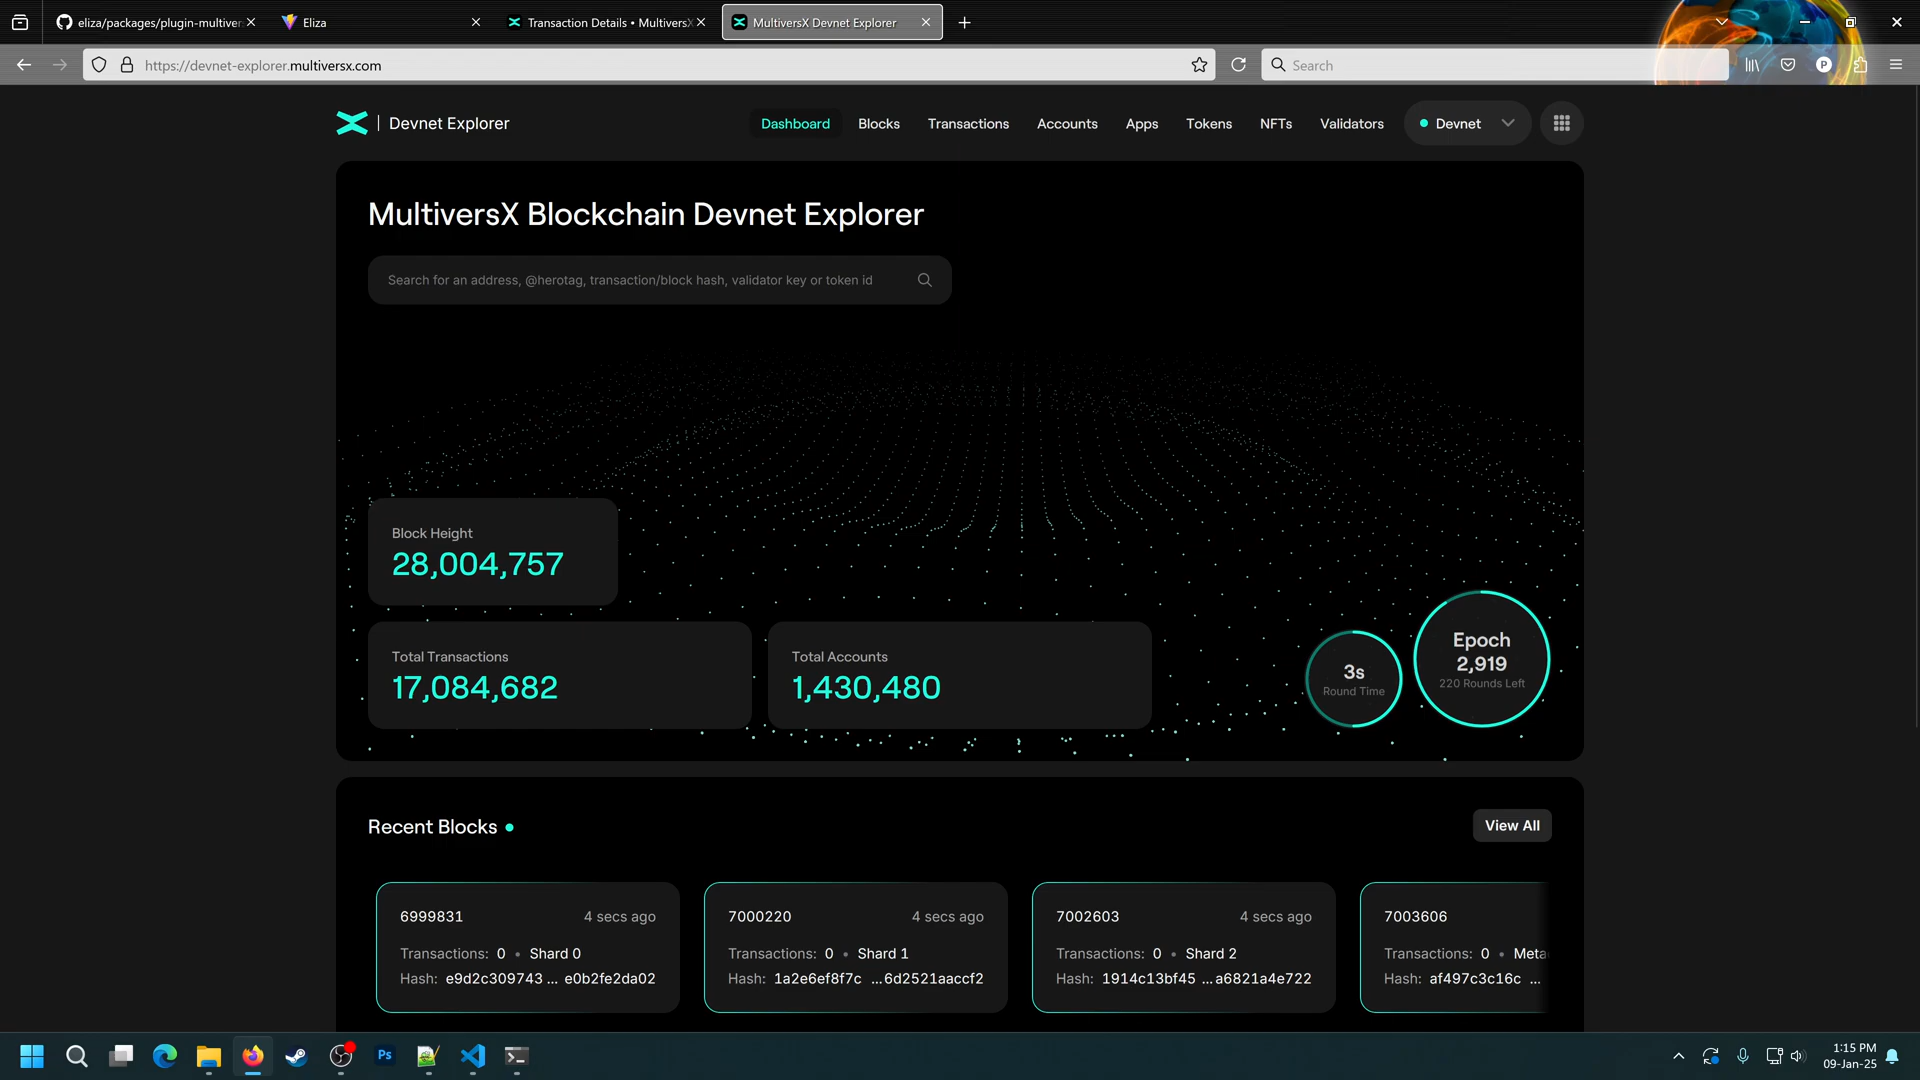 eliza/packages/plugin-multiver
Eliza
Transaction Details • MultiversX
MultiversX Devnet Explorer
https://devnet-explorer.multiversx.com
Search
P
Devnet Explorer
Dashboard
Blocks
Transactions
Accounts
Apps
Tokens
NFTs
Validators
Devnet
MultiversX Blockchain Devnet Explorer
Search for an address, @herotag, transaction/block hash, validator key or token id
Block Height
28,004,757
Total Transactions
17,084,682
Total Accounts
1,430,480
3s
Round Time
Epoch
2,919
220 Rounds Left
Recent Blocks
View All
6999831 4 secs ago
Transactions: 0 • Shard 0
Hash: e9d2c309743 ... e0b2fe2da02
7000220 4 secs ago
Transactions: 0 • Shard 1
Hash: 1a2e6ef8f7c ...6d2521aaccf2
7002603 4 secs ago
Transactions: 0 • Shard 2
Hash: 1914c13bf45 ...a6821a4e722
7003606
Transactions: 0 • Meta
Hash: af497c3c16c ...
Ps
1:15 PM
09-Jan-25